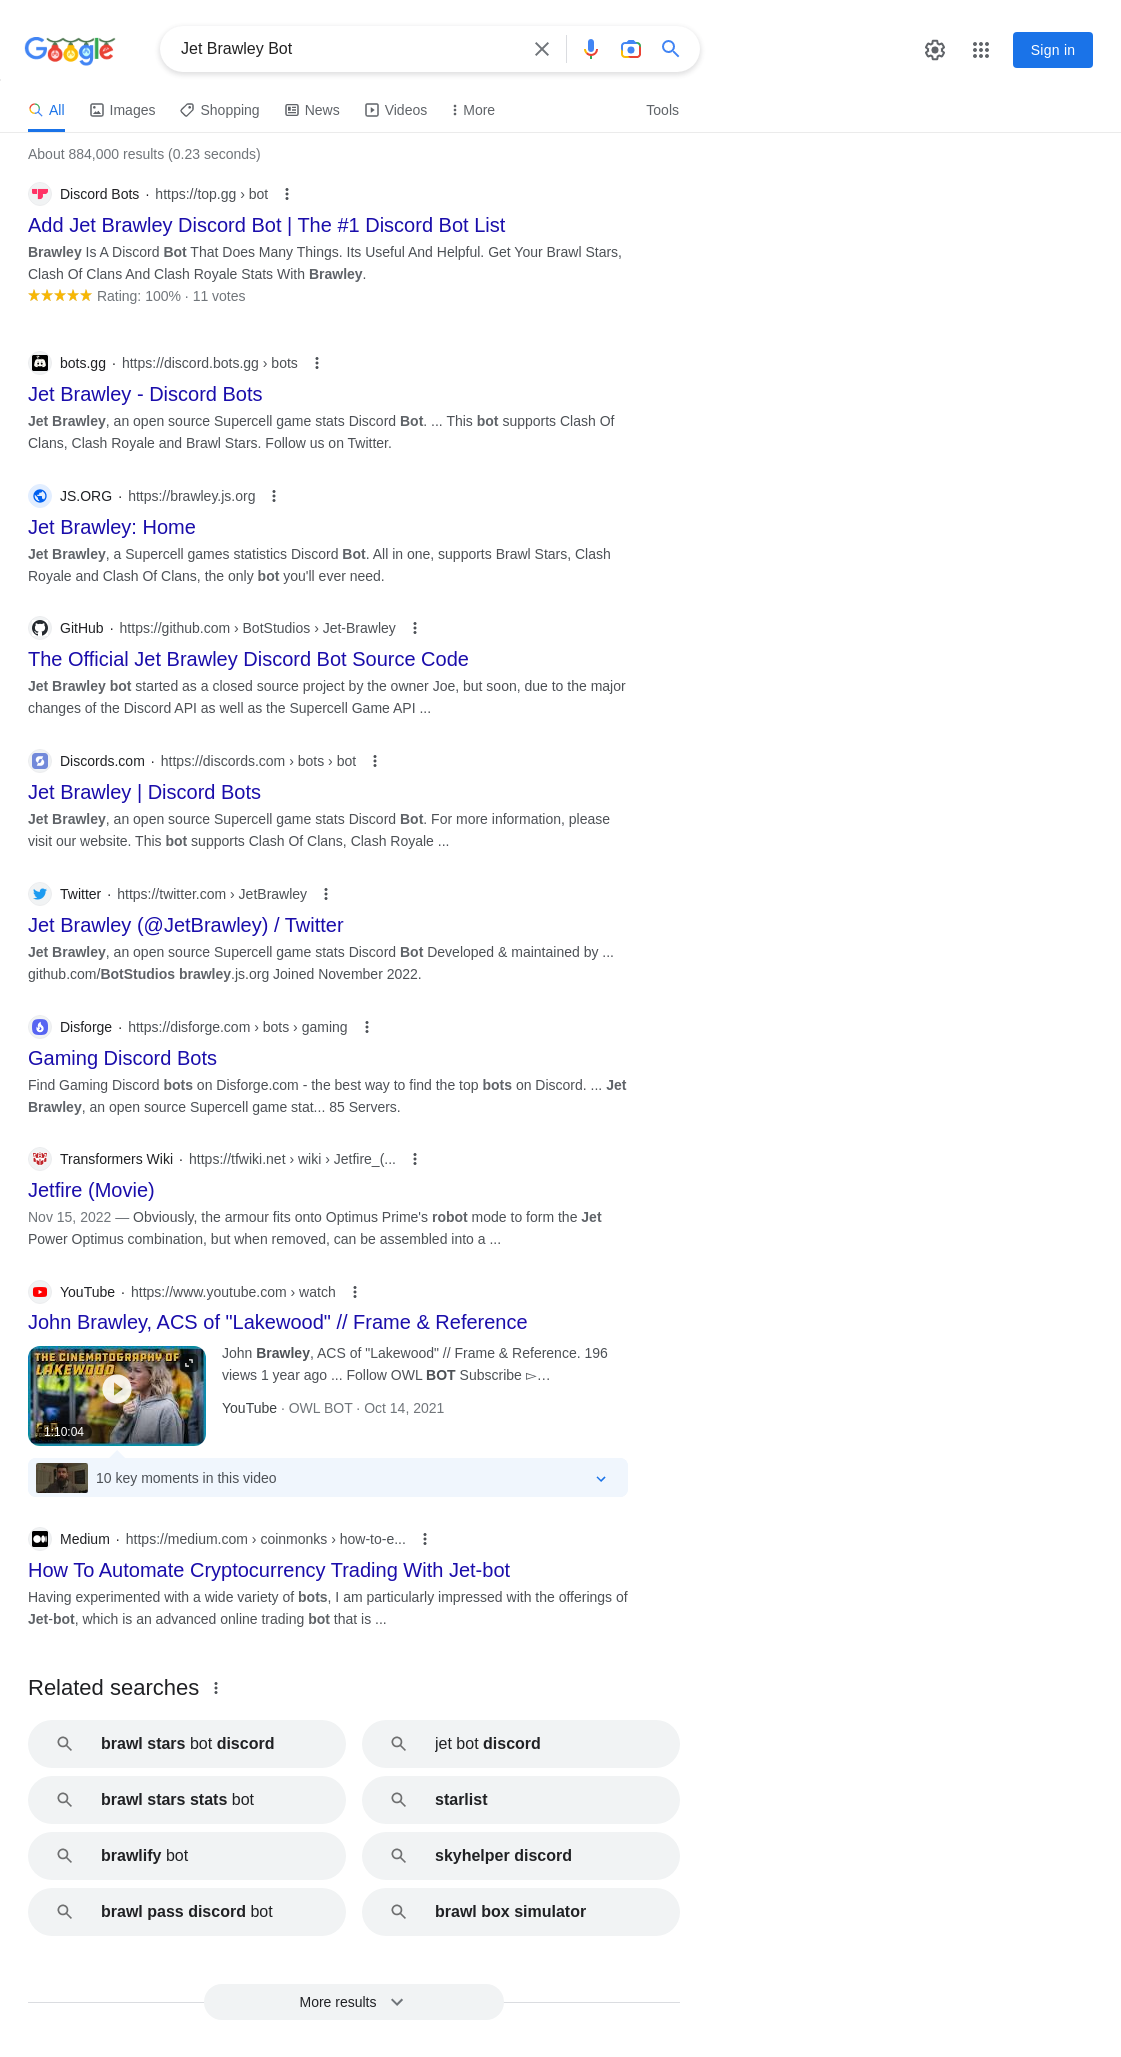 Google
Jet Brawley Bot
Sign in
All
Images
Shopping
News
Videos
More
Tools
About 884,000 results (0.23 seconds)
Discord Bots · https://top.gg › bot
Add Jet Brawley Discord Bot | The #1 Discord Bot List
Brawley Is A Discord Bot That Does Many Things. Its Useful And Helpful. Get Your Brawl Stars,
Clash Of Clans And Clash Royale Stats With Brawley.
Rating: 100% · 11 votes
bots.gg · https://discord.bots.gg › bots
Jet Brawley - Discord Bots
Jet Brawley, an open source Supercell game stats Discord Bot. ... This bot supports Clash Of
Clans, Clash Royale and Brawl Stars. Follow us on Twitter.
JS.ORG · https://brawley.js.org
Jet Brawley: Home
Jet Brawley, a Supercell games statistics Discord Bot. All in one, supports Brawl Stars, Clash
Royale and Clash Of Clans, the only bot you'll ever need.
GitHub · https://github.com › BotStudios › Jet-Brawley
The Official Jet Brawley Discord Bot Source Code
Jet Brawley bot started as a closed source project by the owner Joe, but soon, due to the major
changes of the Discord API as well as the Supercell Game API ...
Discords.com · https://discords.com › bots › bot
Jet Brawley | Discord Bots
Jet Brawley, an open source Supercell game stats Discord Bot. For more information, please
visit our website. This bot supports Clash Of Clans, Clash Royale ...
Twitter · https://twitter.com › JetBrawley
Jet Brawley (@JetBrawley) / Twitter
Jet Brawley, an open source Supercell game stats Discord Bot Developed & maintained by ...
github.com/BotStudios brawley.js.org Joined November 2022.
Disforge · https://disforge.com › bots › gaming
Gaming Discord Bots
Find Gaming Discord bots on Disforge.com - the best way to find the top bots on Discord. ... Jet
Brawley, an open source Supercell game stat... 85 Servers.
Transformers Wiki · https://tfwiki.net › wiki › Jetfire_(...
Jetfire (Movie)
Nov 15, 2022 — Obviously, the armour fits onto Optimus Prime's robot mode to form the Jet
Power Optimus combination, but when removed, can be assembled into a ...
YouTube · https://www.youtube.com › watch
John Brawley, ACS of "Lakewood" // Frame & Reference
THE CINEMATOGRAPHY OF
LAKEWOOD
1:10:04
John Brawley, ACS of "Lakewood" // Frame & Reference. 196
views 1 year ago ... Follow OWL BOT Subscribe ▻…
YouTube · OWL BOT · Oct 14, 2021
10 key moments in this video
Medium · https://medium.com › coinmonks › how-to-e...
How To Automate Cryptocurrency Trading With Jet-bot
Having experimented with a wide variety of bots, I am particularly impressed with the offerings of
Jet-bot, which is an advanced online trading bot that is ...
Related searches
brawl stars bot discord
jet bot discord
brawl stars stats bot
starlist
brawlify bot
skyhelper discord
brawl pass discord bot
brawl box simulator
More results